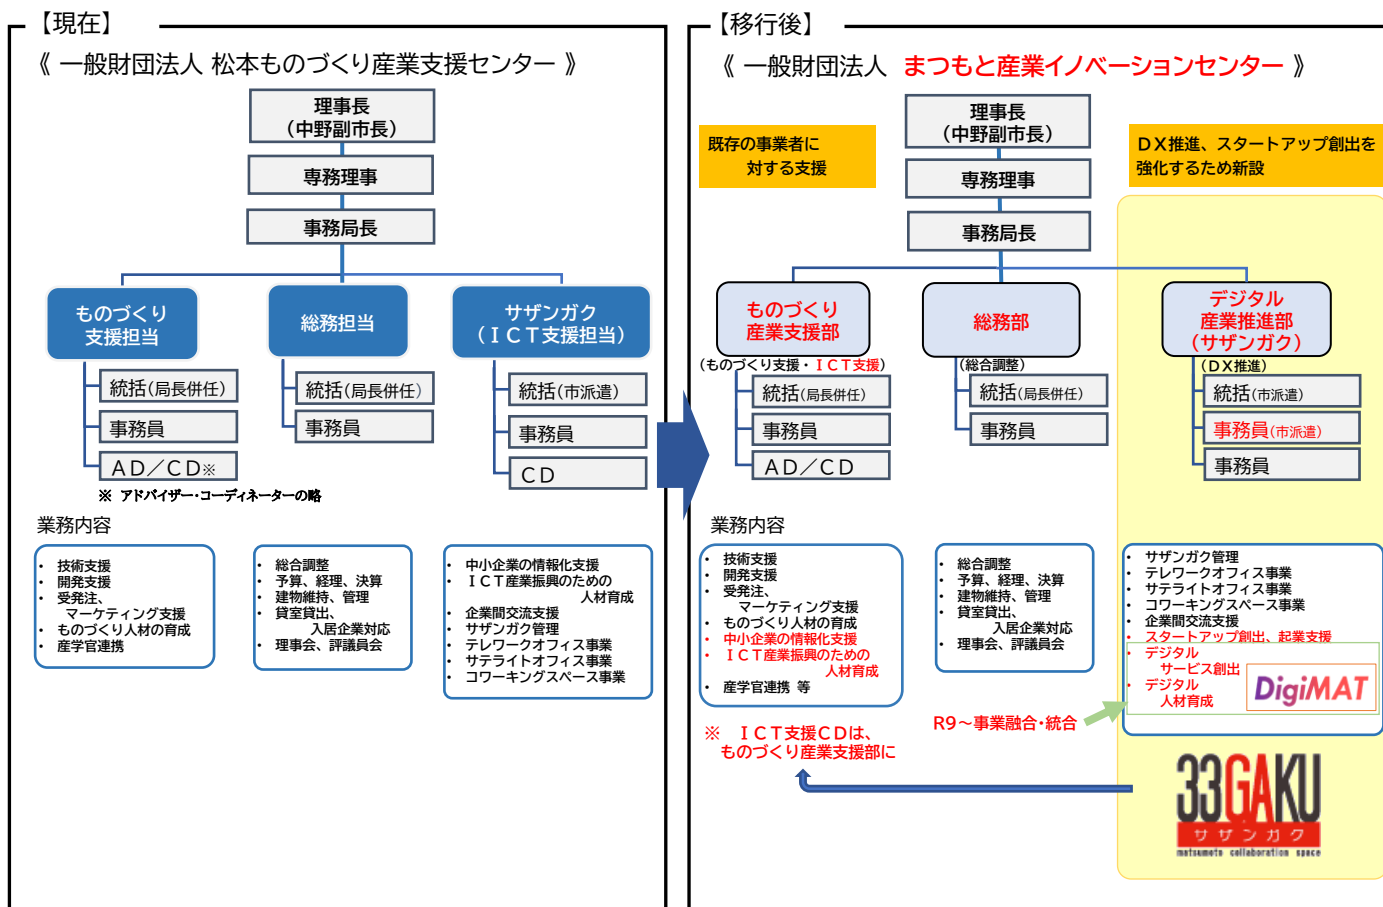 【現在】
《 一般財団法人 松本ものづくり産業支援センター 》
理事長
（中野副市長）
専務理事
事務局長
ものづくり
支援担当
統括(局長併任)
事務員
ＡＤ／ＣＤ※
※ アドバイザー・コーディネーターの略
総務担当
統括(局長併任)
事務員
サザンガク
（ＩＣＴ支援担当）
統括(市派遣)
事務員
ＣＤ
業務内容
・ 技術支援
・ 開発支援
・ 受発注、
マーケティング支援
・ ものづくり人材の育成
・ 産学官連携
・ 総合調整
・ 予算、経理、決算
・ 建物維持、管理
・ 貸室貸出、
入居企業対応
・ 理事会、評議員会
・ 中小企業の情報化支援
・ ＩＣＴ産業振興のための
人材育成
・ 企業間交流支援
・ サザンガク管理
・ テレワークオフィス事業
・ サテライトオフィス事業
・ コワーキングスペース事業
【移行後】
《 一般財団法人 まつもと産業イノベーションセンター 》
既存の事業者に
対する支援
理事長
（中野副市長）
専務理事
事務局長
ＤＸ推進、スタートアップ創出を
強化するため新設
ものづくり
産業支援部
(ものづくり支援・ＩＣＴ支援)
統括(局長併任)
事務員
ＡＤ／ＣＤ
総務部
(総合調整)
統括(局長併任)
事務員
デジタル
産業推進部
(サザンガク)
(ＤＸ推進)
統括(市派遣)
事務員(市派遣)
事務員
業務内容
・ 技術支援
・ 開発支援
・ 受発注、
マーケティング支援
・ ものづくり人材の育成
・ 中小企業の情報化支援
・ ＩＣＴ産業振興のための
人材育成
・ 産学官連携 等
・ 総合調整
・ 予算、経理、決算
・ 建物維持、管理
・ 貸室貸出、
入居企業対応
・ 理事会、評議員会
・ サザンガク管理
・ テレワークオフィス事業
・ サテライトオフィス事業
・ コワーキングスペース事業
・ 企業間交流支援
・ スタートアップ創出、起業支援
・ デジタル
サービス創出
・ デジタル
人材育成
DigiMAT
R9～事業融合・統合
※ ＩＣＴ支援ＣＤは、
ものづくり産業支援部に
33GAKU
サザンガク
matsumoto collaboration space